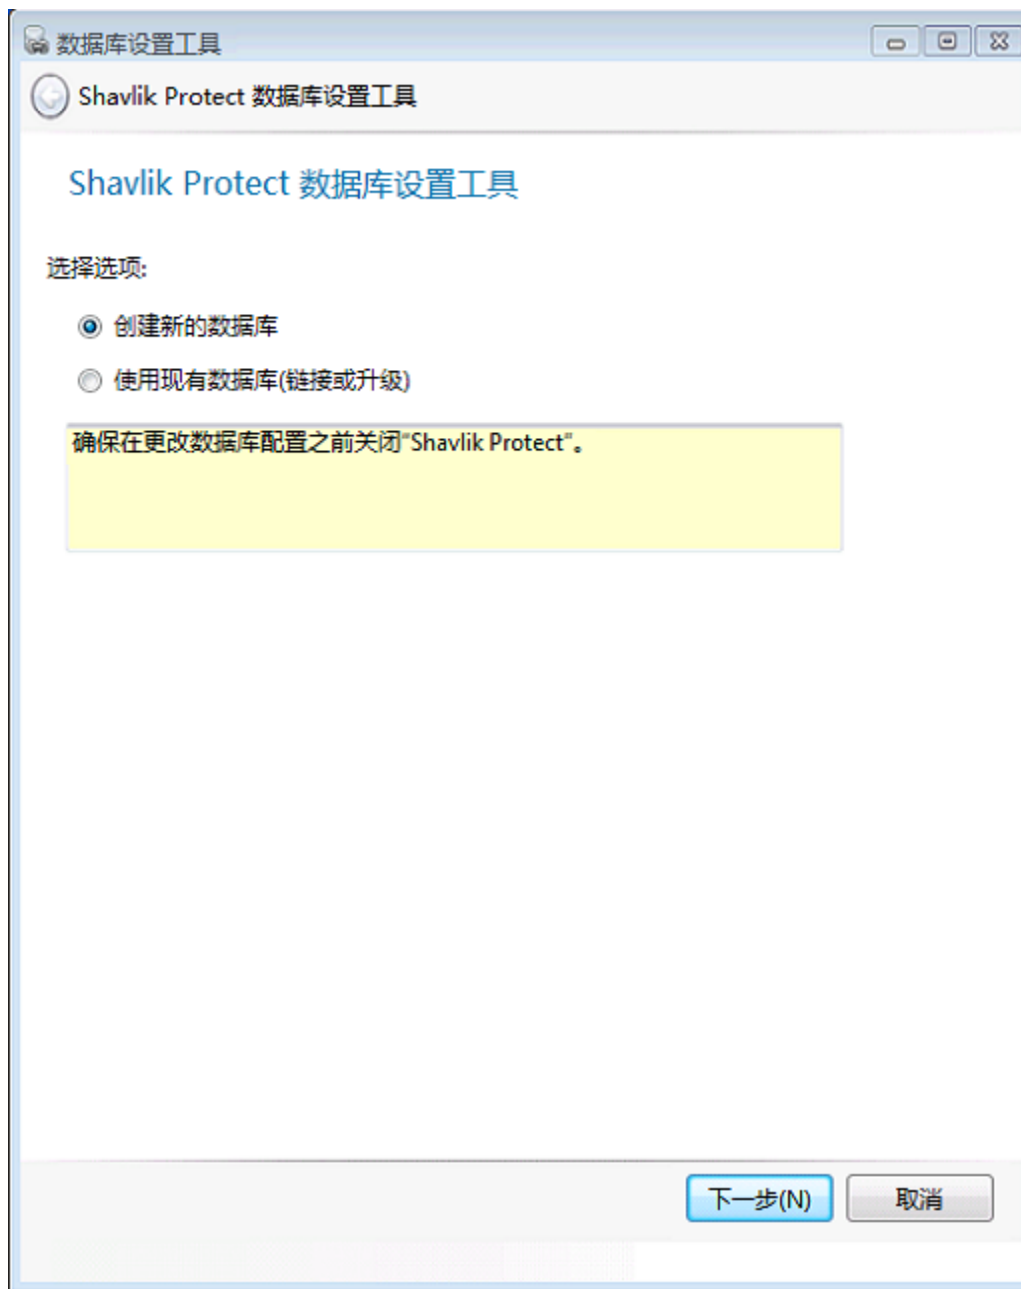 数据库设置工具
Shavlik Protect 数据库设置工具
Shavlik Protect 数据库设置工具
选择选项:
创建新的数据库
使用现有数据库(链接或升级)
确保在更改数据库配置之前关闭“Shavlik Protect“。
下一步(N)
取消